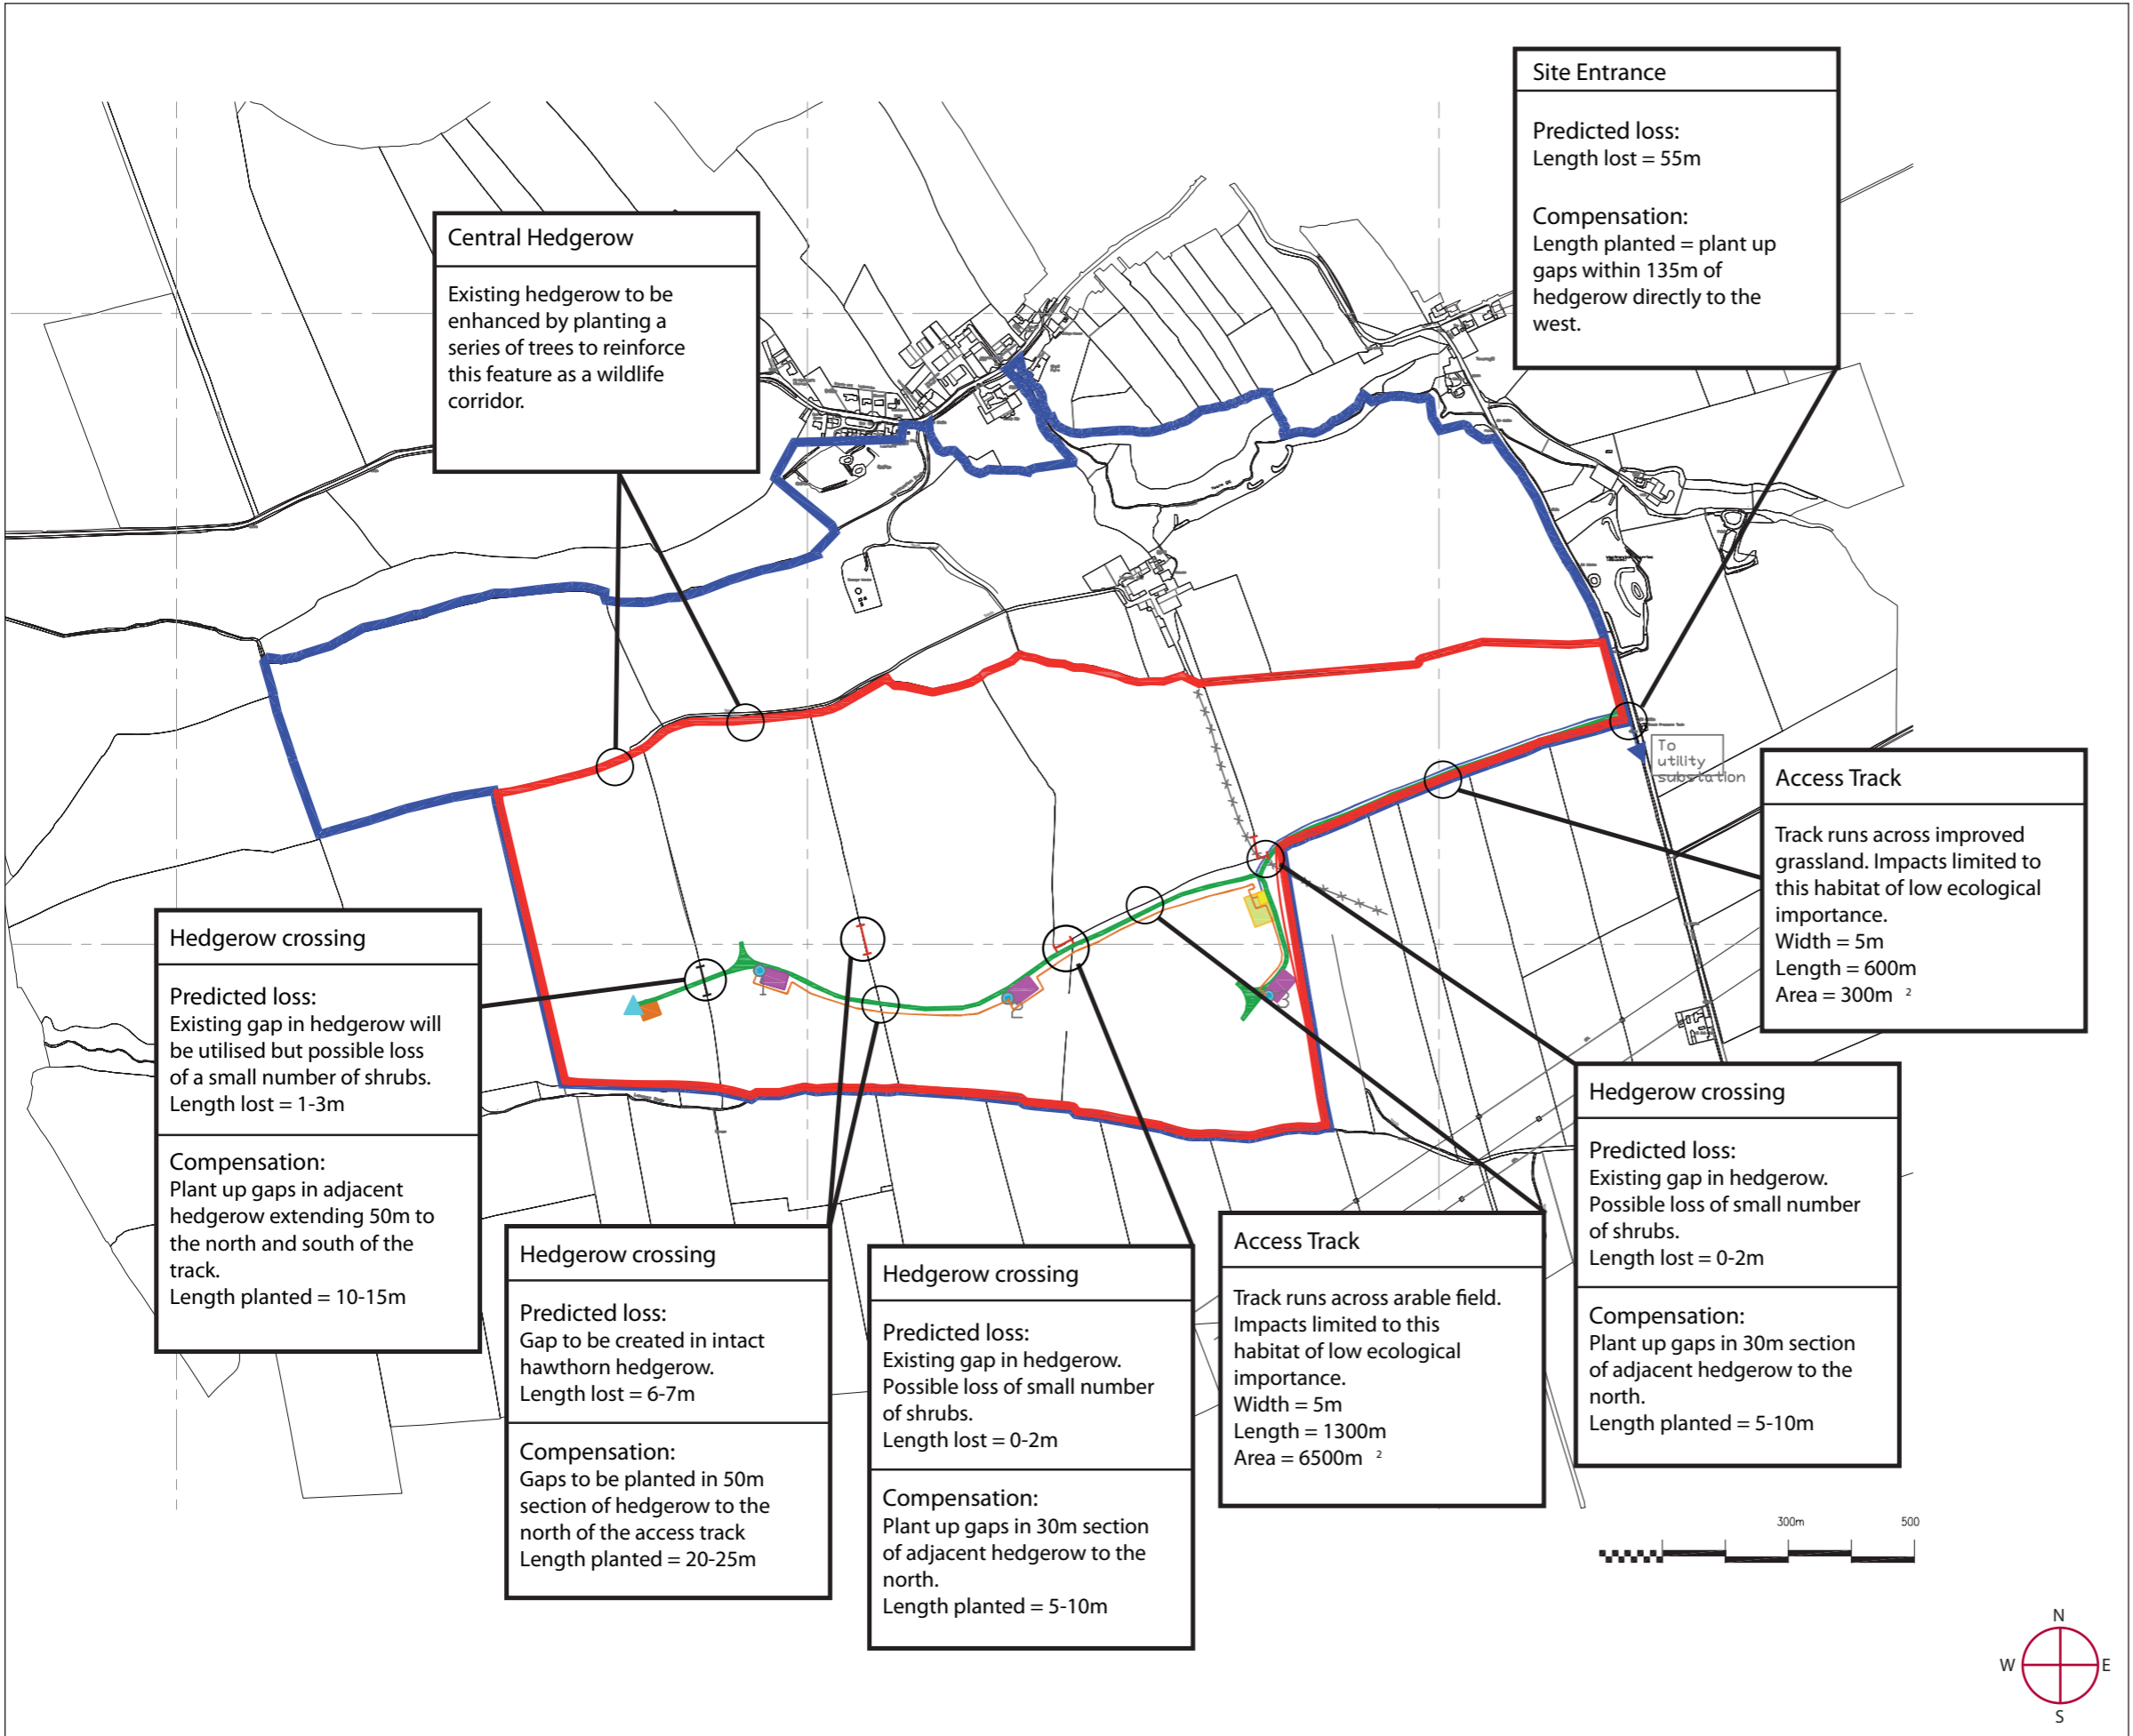 Site Entrance
Predicted loss:
Length lost = 55m
Compensation:
Length planted = plant up
gaps within 135m of
hedgerow directly to the
west.
Central Hedgerow
Existing hedgerow to be
enhanced by planting a
series of trees to reinforce
this feature as a wildlife
corridor.
To
utility
substation
Access Track
Track runs across improved
grassland. Impacts limited to
this habitat of low ecological
importance.
Width = 5m
Length = 600m
Area = 300m ²
Hedgerow crossing
Predicted loss:
Existing gap in hedgerow will
be utilised but possible loss
of a small number of shrubs.
Length lost = 1-3m
Compensation:
Plant up gaps in adjacent
hedgerow extending 50m to
the north and south of the
track.
Length planted = 10-15m
1
2
3
Hedgerow crossing
Predicted loss:
Gap to be created in intact
hawthorn hedgerow.
Length lost = 6-7m
Compensation:
Gaps to be planted in 50m
section of hedgerow to the
north of the access track
Length planted = 20-25m
Hedgerow crossing
Predicted loss:
Existing gap in hedgerow.
Possible loss of small number
of shrubs.
Length lost = 0-2m
Compensation:
Plant up gaps in 30m section
of adjacent hedgerow to the
north.
Length planted = 5-10m
Access Track
Track runs across arable field.
Impacts limited to this
habitat of low ecological
importance.
Width = 5m
Length = 1300m
Area = 6500m ²
Hedgerow crossing
Predicted loss:
Existing gap in hedgerow.
Possible loss of small number
of shrubs.
Length lost = 0-2m
Compensation:
Plant up gaps in 30m section
of adjacent hedgerow to the
north.
Length planted = 5-10m
300m 500
N
W E
S